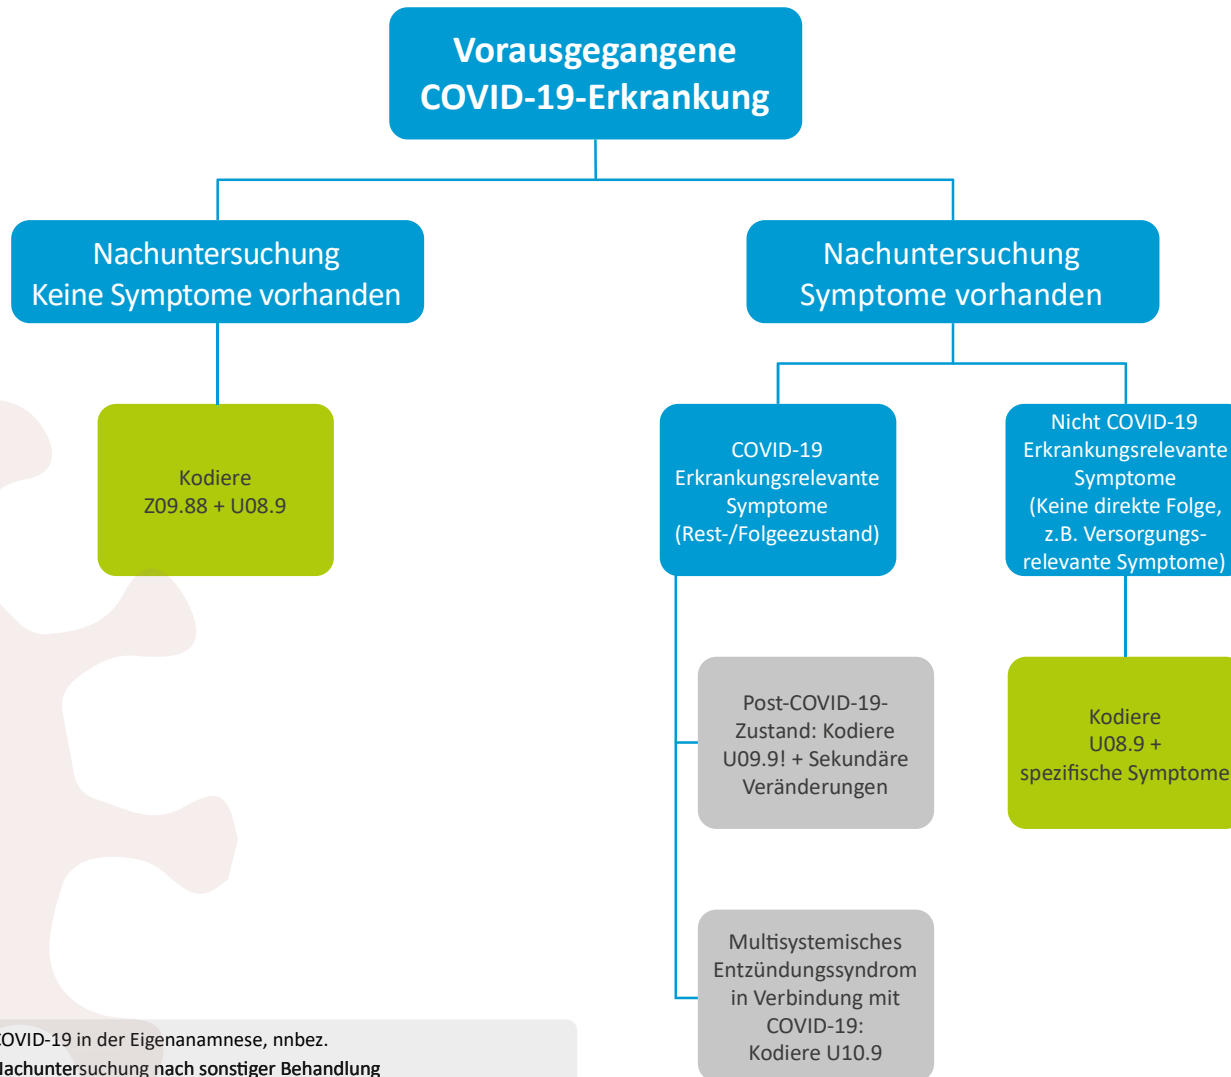 Vorausgegangene
COVID-19-Erkrankung
Nachuntersuchung
Keine Symptome vorhanden
Nachuntersuchung
Symptome vorhanden
Kodiere
Z09.88 + U08.9
COVID-19
Erkrankungsrelevante
Symptome
(Rest-/Folgeezustand)
Nicht COVID-19
Erkrankungsrelevante
Symptome
(Keine direkte Folge,
z.B. Versorgungs-
relevante Symptome)
Post-COVID-19-
Zustand: Kodiere
U09.9! + Sekundäre
Veränderungen
Kodiere
U08.9 +
spezifische Symptome
Multisystemisches
Entzündungssyndrom
in Verbindung mit
COVID-19:
Kodiere U10.9
COVID-19 in der Eigenanamnese, nnbez.
Nachuntersuchung nach sonstiger Behandlung